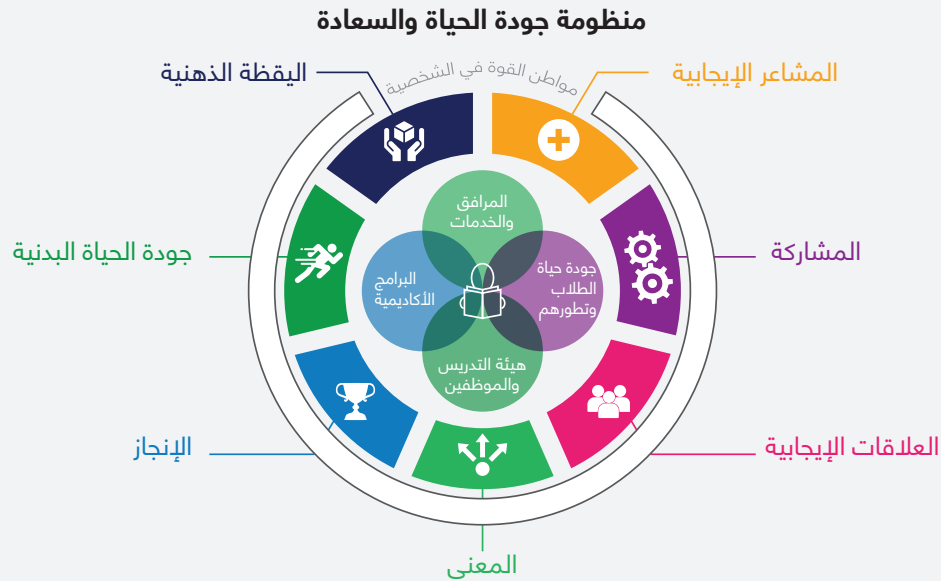 منظومة جودة الحياة والسعادة
مواطن القوة في الشخصية
المشاعر الإيجابية
اليقظة الذهنية
المشاركة
جودة الحياة البدنية
العلاقات الإيجابية
الإنجاز
المعنى
المرافق
والخدمات
جودة حياة
الطلاب
وتطورهم
البرامج
الأكاديمية
هيئة التدريس
والموظفين